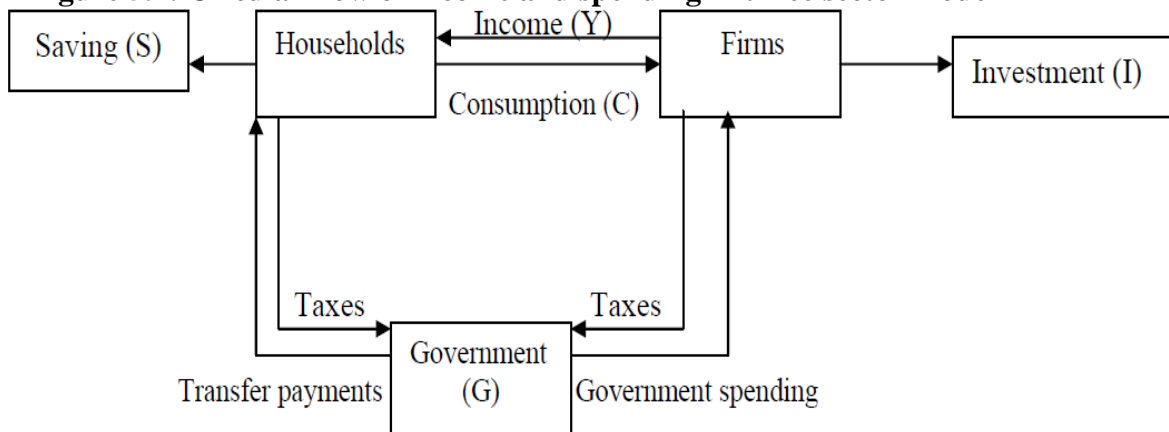 Saving (S)
Households
Income (Y)
Firms
Investment (I)
Consumption (C)
Taxes
Taxes
Government
(G)
Transfer payments
Government spending